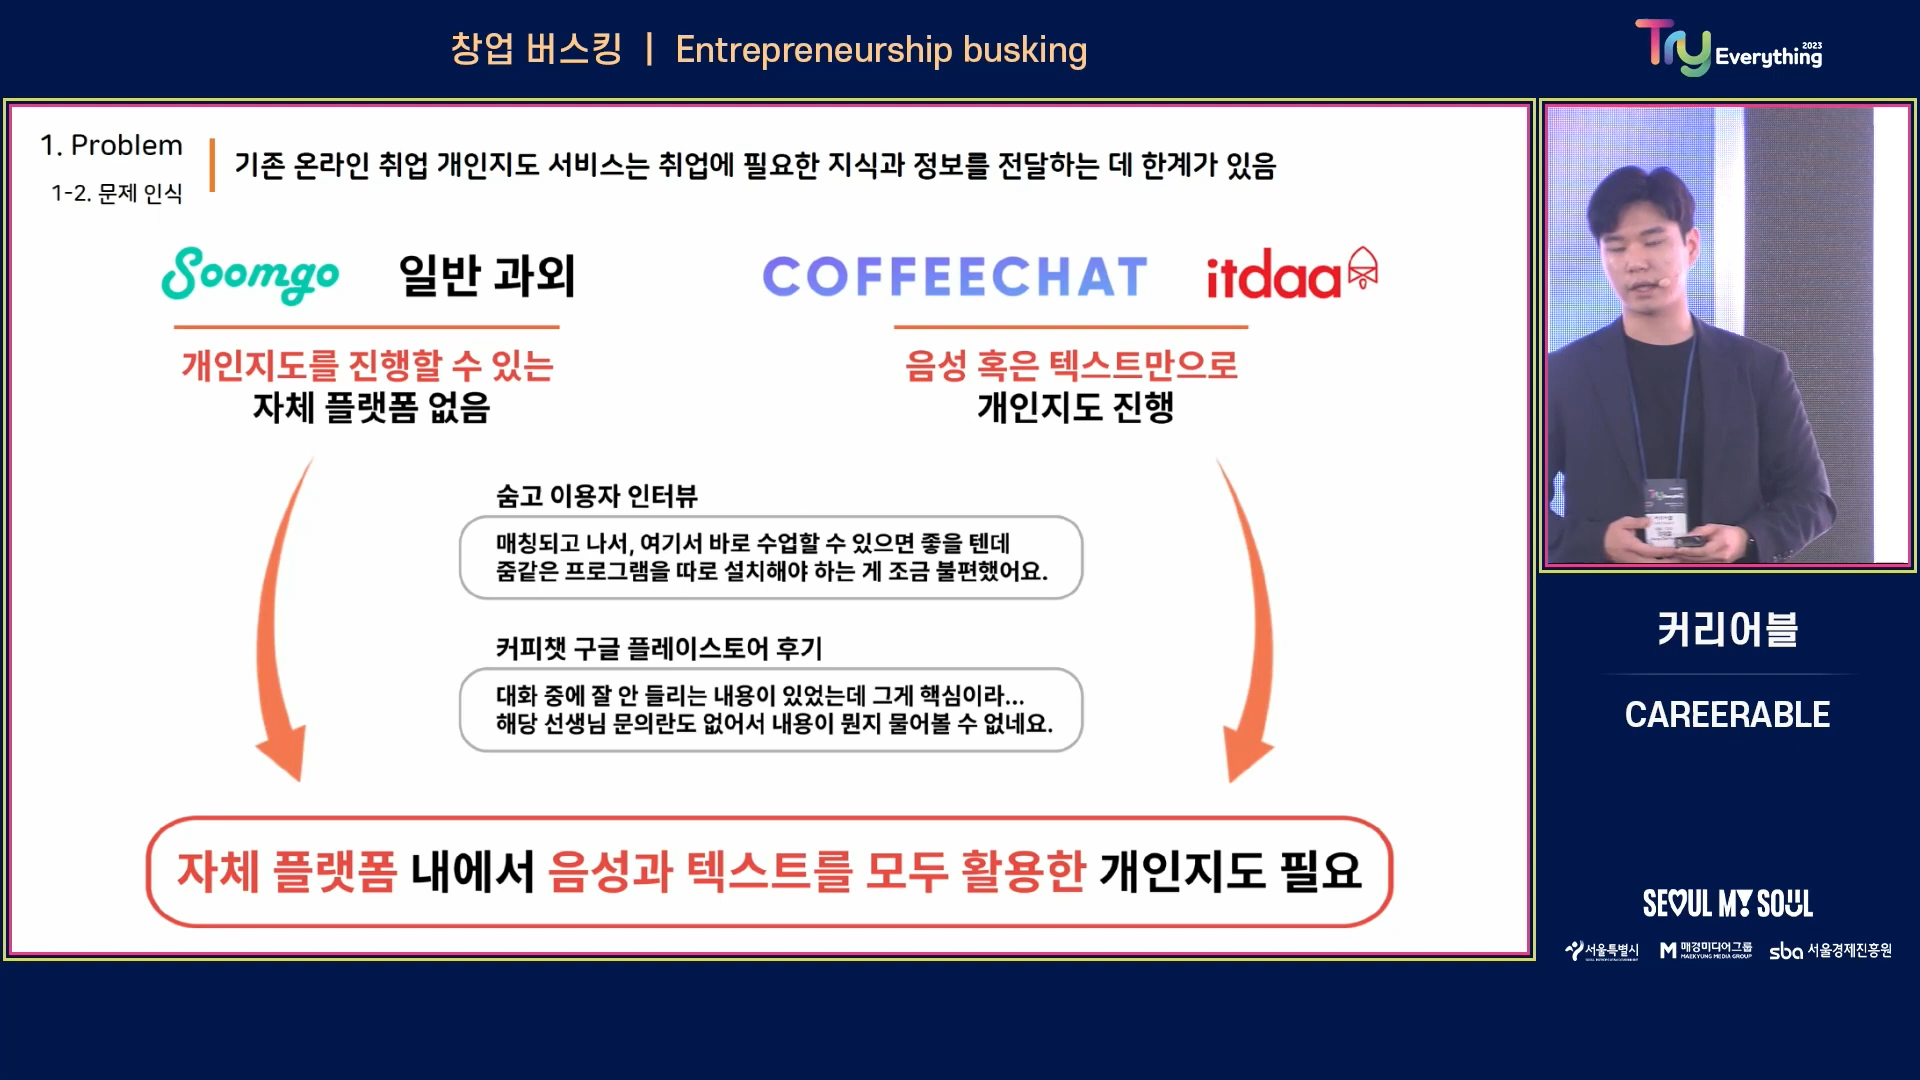 창업 버스킹 | Entrepreneurship busking
Try Everything 2023
1. Problem
1-2. 문제 인식
기존 온라인 취업 개인지도 서비스는 취업에 필요한 지식과 정보를 전달하는 데 한계가 있음
Soomgo 일반 과외
COFFEECHAT itdaa
개인지도를 진행할 수 있는
자체 플랫폼 없음
음성 혹은 텍스트만으로
개인지도 진행
숨고 이용자 인터뷰
매칭되고 나서, 여기서 바로 수업할 수 있으면 좋을 텐데
줌같은 프로그램을 따로 설치해야 하는 게 조금 불편했어요.
커피챗 구글 플레이스토어 후기
대화 중에 잘 안 들리는 내용이 있었는데 그게 핵심이라...
해당 선생님 문의란도 없어서 내용이 뭔지 물어볼 수 없네요.
자체 플랫폼 내에서 음성과 텍스트를 모두 활용한 개인지도 필요
커리어블
CAREERABLE
SEOUL MY SOUL
서울특별시
매경미디어그룹
MAEKYUNG MEDIA GROUP
sba 서울경제진흥원